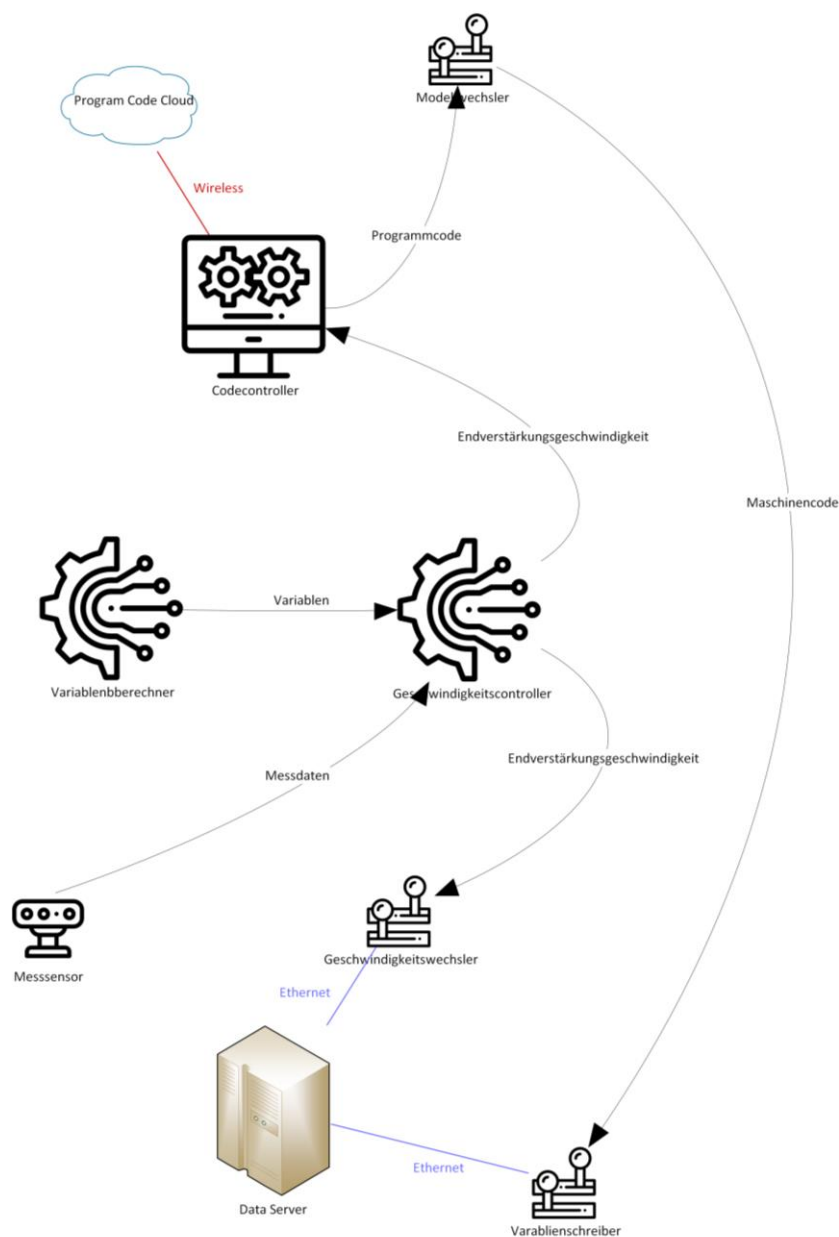 Program Code Cloud
Modellwechsler
Wireless
Programmcode
Codecontroller
Endverstärkungsgeschwindigkeit
Maschinencode
Variablen
Variablenbberechner
Geschwindigkeitscontroller
Endverstärkungsgeschwindigkeit
Messdaten
Geschwindigkeitswechsler
Messsensor
Ethernet
Ethernet
Data Server
Varablienschreiber